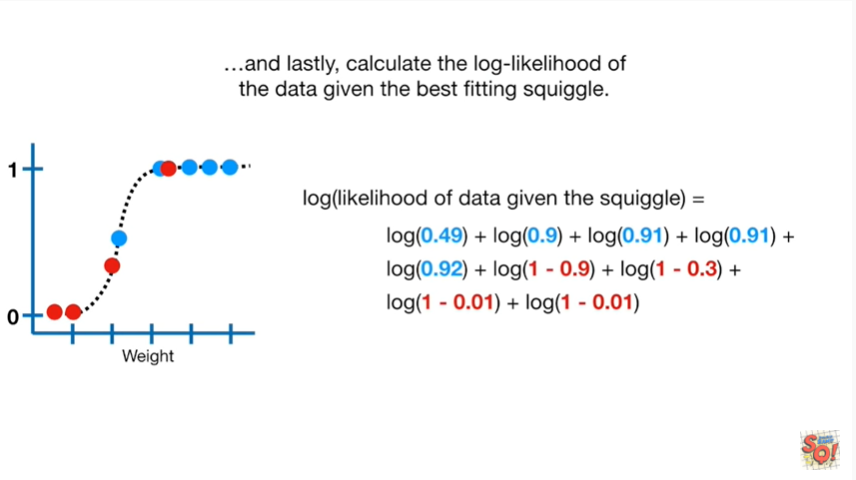 ...and lastly, calculate the log-likelihood of
the data given the best fitting squiggle.
1
0
Weight
log(likelihood of data given the squiggle) =
log(0.49) + log(0.9) + log(0.91) + log(0.91) +
log(0.92) + log(1 - 0.9) + log(1 - 0.3) +
log(1 - 0.01) + log(1 - 0.01)
SQ!